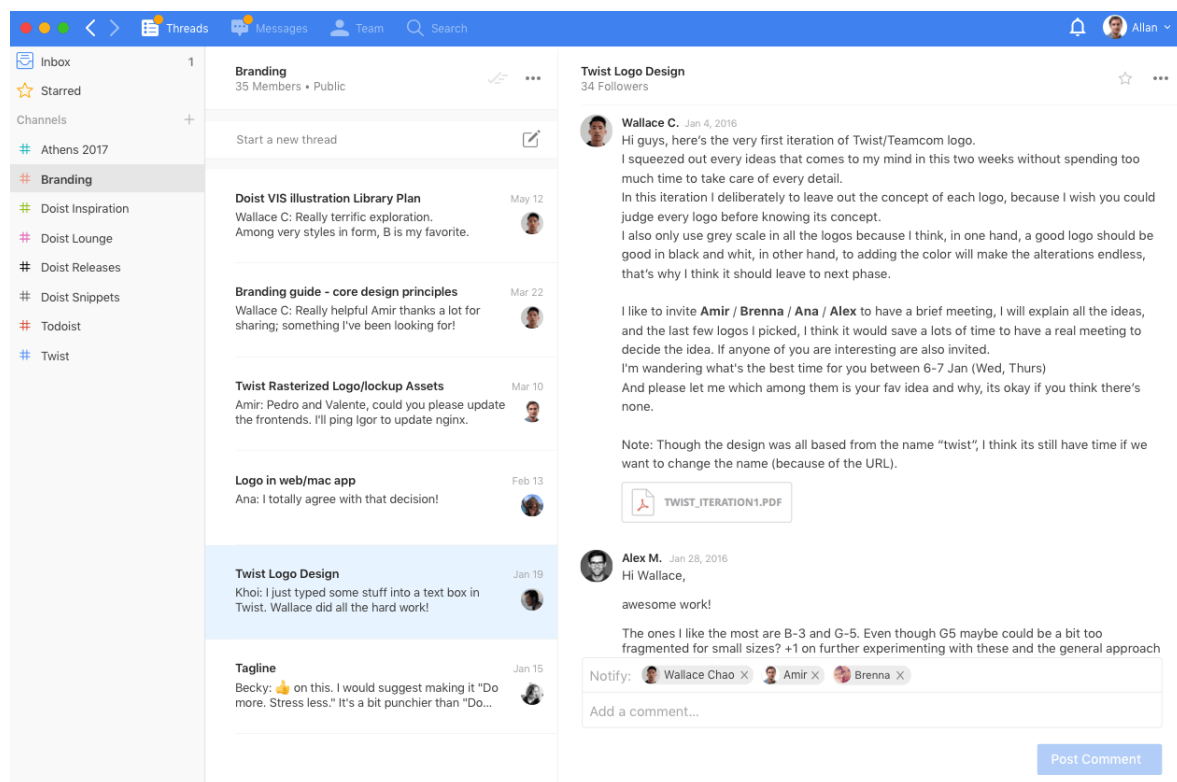 Threads
Messages
Team
Search
Allan
Inbox 1
Starred
Channels +
# Athens 2017
# Branding
# Doist Inspiration
# Doist Lounge
# Doist Releases
# Doist Snippets
# Todoist
# Twist
Branding
35 Members • Public
Start a new thread
Doist VIS illustration Library Plan May 12
Wallace C: Really terrific exploration.
Among very styles in form, B is my favorite.
Branding guide - core design principles Mar 22
Wallace C: Really helpful Amir thanks a lot for
sharing; something I've been looking for!
Twist Rasterized Logo/lockup Assets Mar 10
Amir: Pedro and Valente, could you please update
the frontends. I'll ping Igor to update nginx.
Logo in web/mac app Feb 13
Ana: I totally agree with that decision!
Twist Logo Design Jan 19
Khoi: I just typed some stuff into a text box in
Twist. Wallace did all the hard work!
Tagline Jan 15
Becky: 👍 on this. I would suggest making it "Do
more. Stress less." It's a bit punchier than "Do...
Twist Logo Design
34 Followers
Wallace C. Jan 4, 2016
Hi guys, here's the very first iteration of Twist/Teamcom logo.
I squeezed out every ideas that comes to my mind in this two weeks without spending too
much time to take care of every detail.
In this iteration I deliberately to leave out the concept of each logo, because I wish you could
judge every logo before knowing its concept.
I also only use grey scale in all the logos because I think, in one hand, a good logo should be
good in black and whit, in other hand, to adding the color will make the alterations endless,
that's why I think it should leave to next phase.
I like to invite Amir / Brenna / Ana / Alex to have a brief meeting, I will explain all the ideas,
and the last few logos I picked, I think it would save a lots of time to have a real meeting to
decide the idea. If anyone of you are interesting are also invited.
I'm wandering what's the best time for you between 6-7 Jan (Wed, Thurs)
And please let me which among them is your fav idea and why, its okay if you think there's
none.
Note: Though the design was all based from the name “twist”, I think its still have time if we
want to change the name (because of the URL).
TWIST_ITERATION1.PDF
Alex M. Jan 28, 2016
Hi Wallace,
awesome work!
The ones I like the most are B-3 and G-5. Even though G5 maybe could be a bit too
fragmented for small sizes? +1 on further experimenting with these and the general approach
Notify: Wallace Chao X Amir X Brenna X
Add a comment...
Post Comment